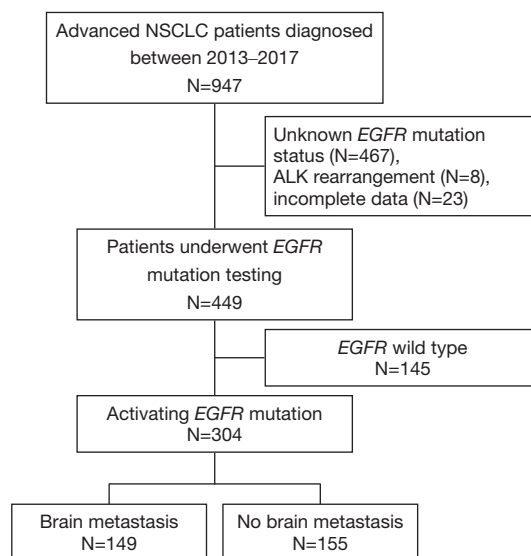 Advanced NSCLC patients diagnosed
between 2013–2017
N=947
Unknown EGFR mutation
status (N=467),
ALK rearrangement (N=8),
incomplete data (N=23)
Patients underwent EGFR
mutation testing
N=449
EGFR wild type
N=145
Activating EGFR mutation
N=304
Brain metastasis
N=149
No brain metastasis
N=155